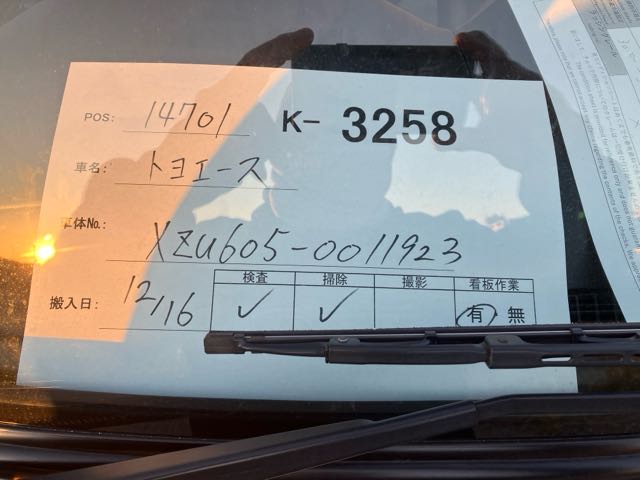 POS: 14701 K- 3258
車名: トヨエース
車体No.: XZU605-0011923
搬入日: 12/16
検査 掃除 撮影 看板作業
✓ ✓ 有 無